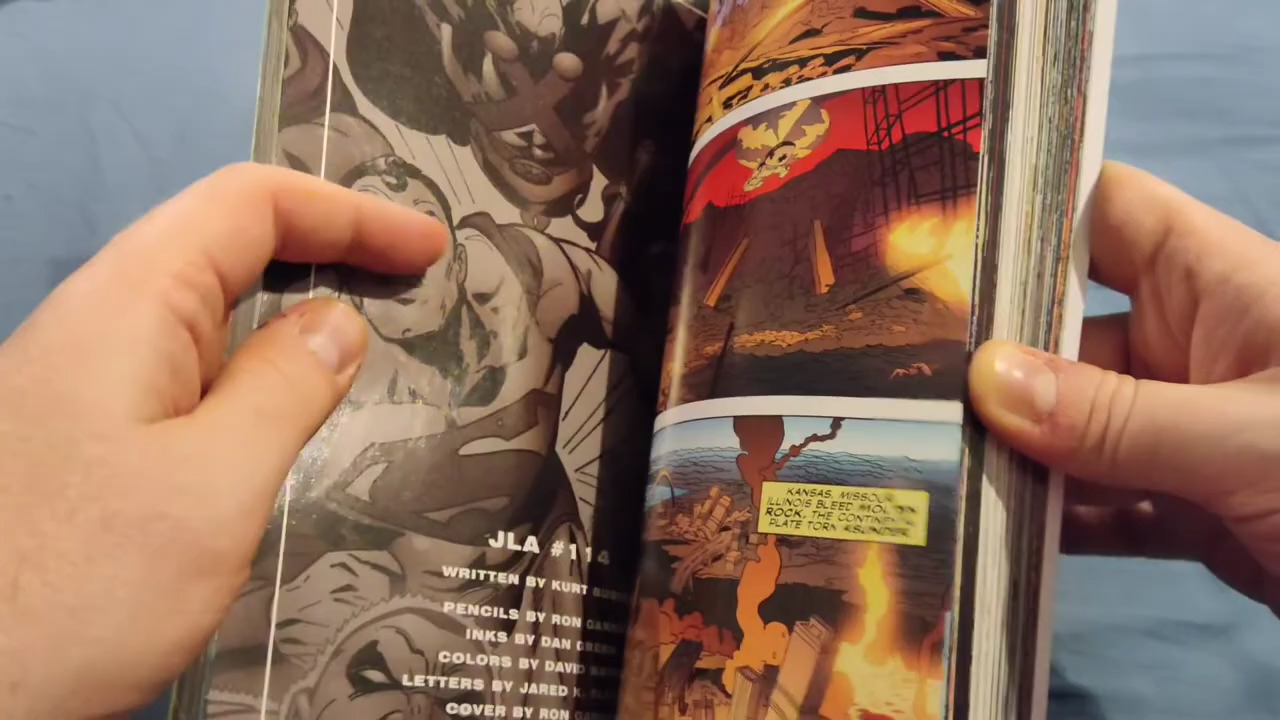 JLA #114
WRITTEN BY KURT
PENCILS BY RON
INKS BY DAN
COLORS BY DAVID
LETTERS BY JARED K.
COVER BY RON
KANSAS, MISSOURI,
ILLINOIS BLEED MOLTEN
ROCK, THE CONTINENTAL
PLATE TORN ASUNDER.